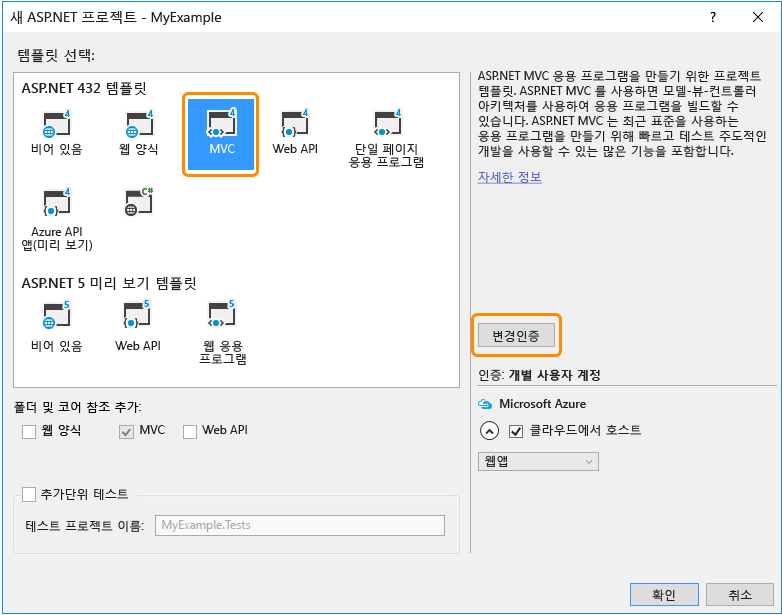 새 ASP.NET 프로젝트 - MyExample
?
템플릿 선택:
ASP.NET 432 템플릿
4
비어 있음
4
웹 양식
4
MVC
4
Web API
4
단일 페이지
응용 프로그램
4
Azure API
앱(미리 보기)
C#
ASP.NET 5 미리 보기 템플릿
5
비어 있음
5
Web API
5
웹 응용
프로그램
폴더 및 코어 참조 추가:
웹 양식
MVC
Web API
추가단위 테스트
테스트 프로젝트 이름:
MyExample.Tests
ASP.NET MVC 응용 프로그램을 만들기 위한 프로젝트
템플릿. ASP.NET MVC 를 사용하면 모델-뷰-컨트롤러
아키텍처를 사용하여 응용 프로그램을 빌드할 수
있습니다. ASP.NET MVC 는 최근 표준을 사용하는
응용 프로그램을 만들기 위해 빠르고 테스트 주도적인
개발을 사용할 수 있는 많은 기능을 포함합니다.
자세한 정보
변경인증
인증: 개별 사용자 계정
Microsoft Azure
클라우드에서 호스트
웹앱
확인
취소